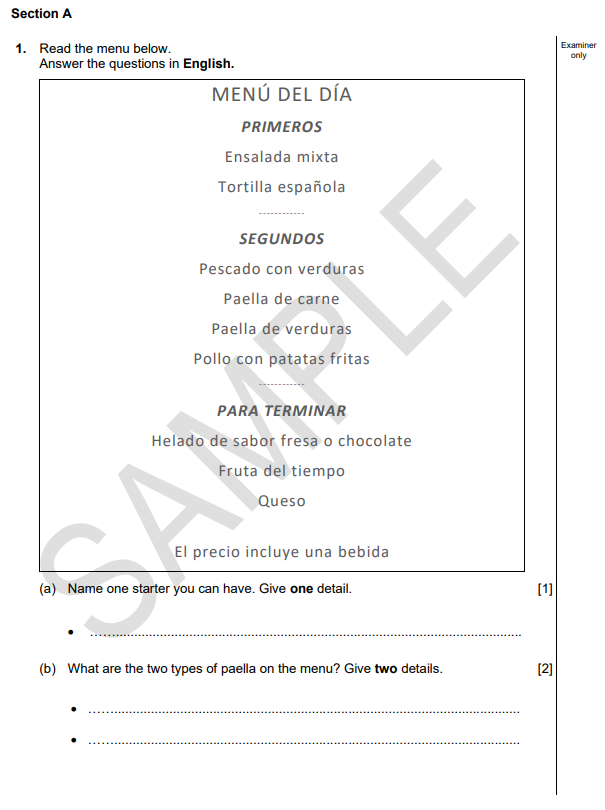 Section A
1. Read the menu below.
Answer the questions in English.
Examiner
only
MENÚ DEL DÍA
PRIMEROS
Ensalada mixta
Tortilla española
------------
SEGUNDOS
Pescado con verduras
Paella de carne
Paella de verduras
Pollo con patatas fritas
------------
PARA TERMINAR
Helado de sabor fresa o chocolate
Fruta del tiempo
Queso
El precio incluye una bebida
(a) Name one starter you can have. Give one detail. [1]
(b) What are the two types of paella on the menu? Give two details. [2]
SAMPLE